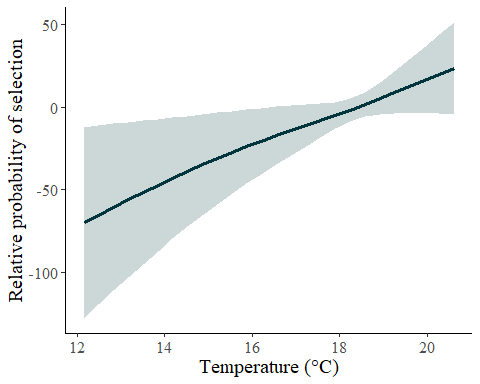 Relative probability of selection
50
0
-50
-100
12 14 16 18 20
Temperature (°C)